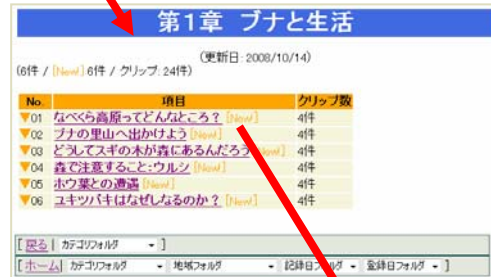 第1章 ブナと生活
(更新日: 2008/10/14)
(6件 / [New!] 6件 / クリップ: 24件)
No. 項目 クリップ数
▼01 なべくら高原ってどんなところ? [New!] 4件
▼02 ブナの里山へ出かけよう [New!] 4件
▼03 どうしてスギの木が森にあるんだろう [New!] 4件
▼04 森で注意すること:ウルシ [New!] 4件
▼05 ホウ葉との遭遇 [New!] 4件
▼06 ユキツバキはなぜしなるのか? [New!] 4件
[ 戻る | カテゴリフォルダ ]
[ ホーム| カテゴリフォルダ 地域フォルダ 記録日フォルダ 登録日フォルダ ]